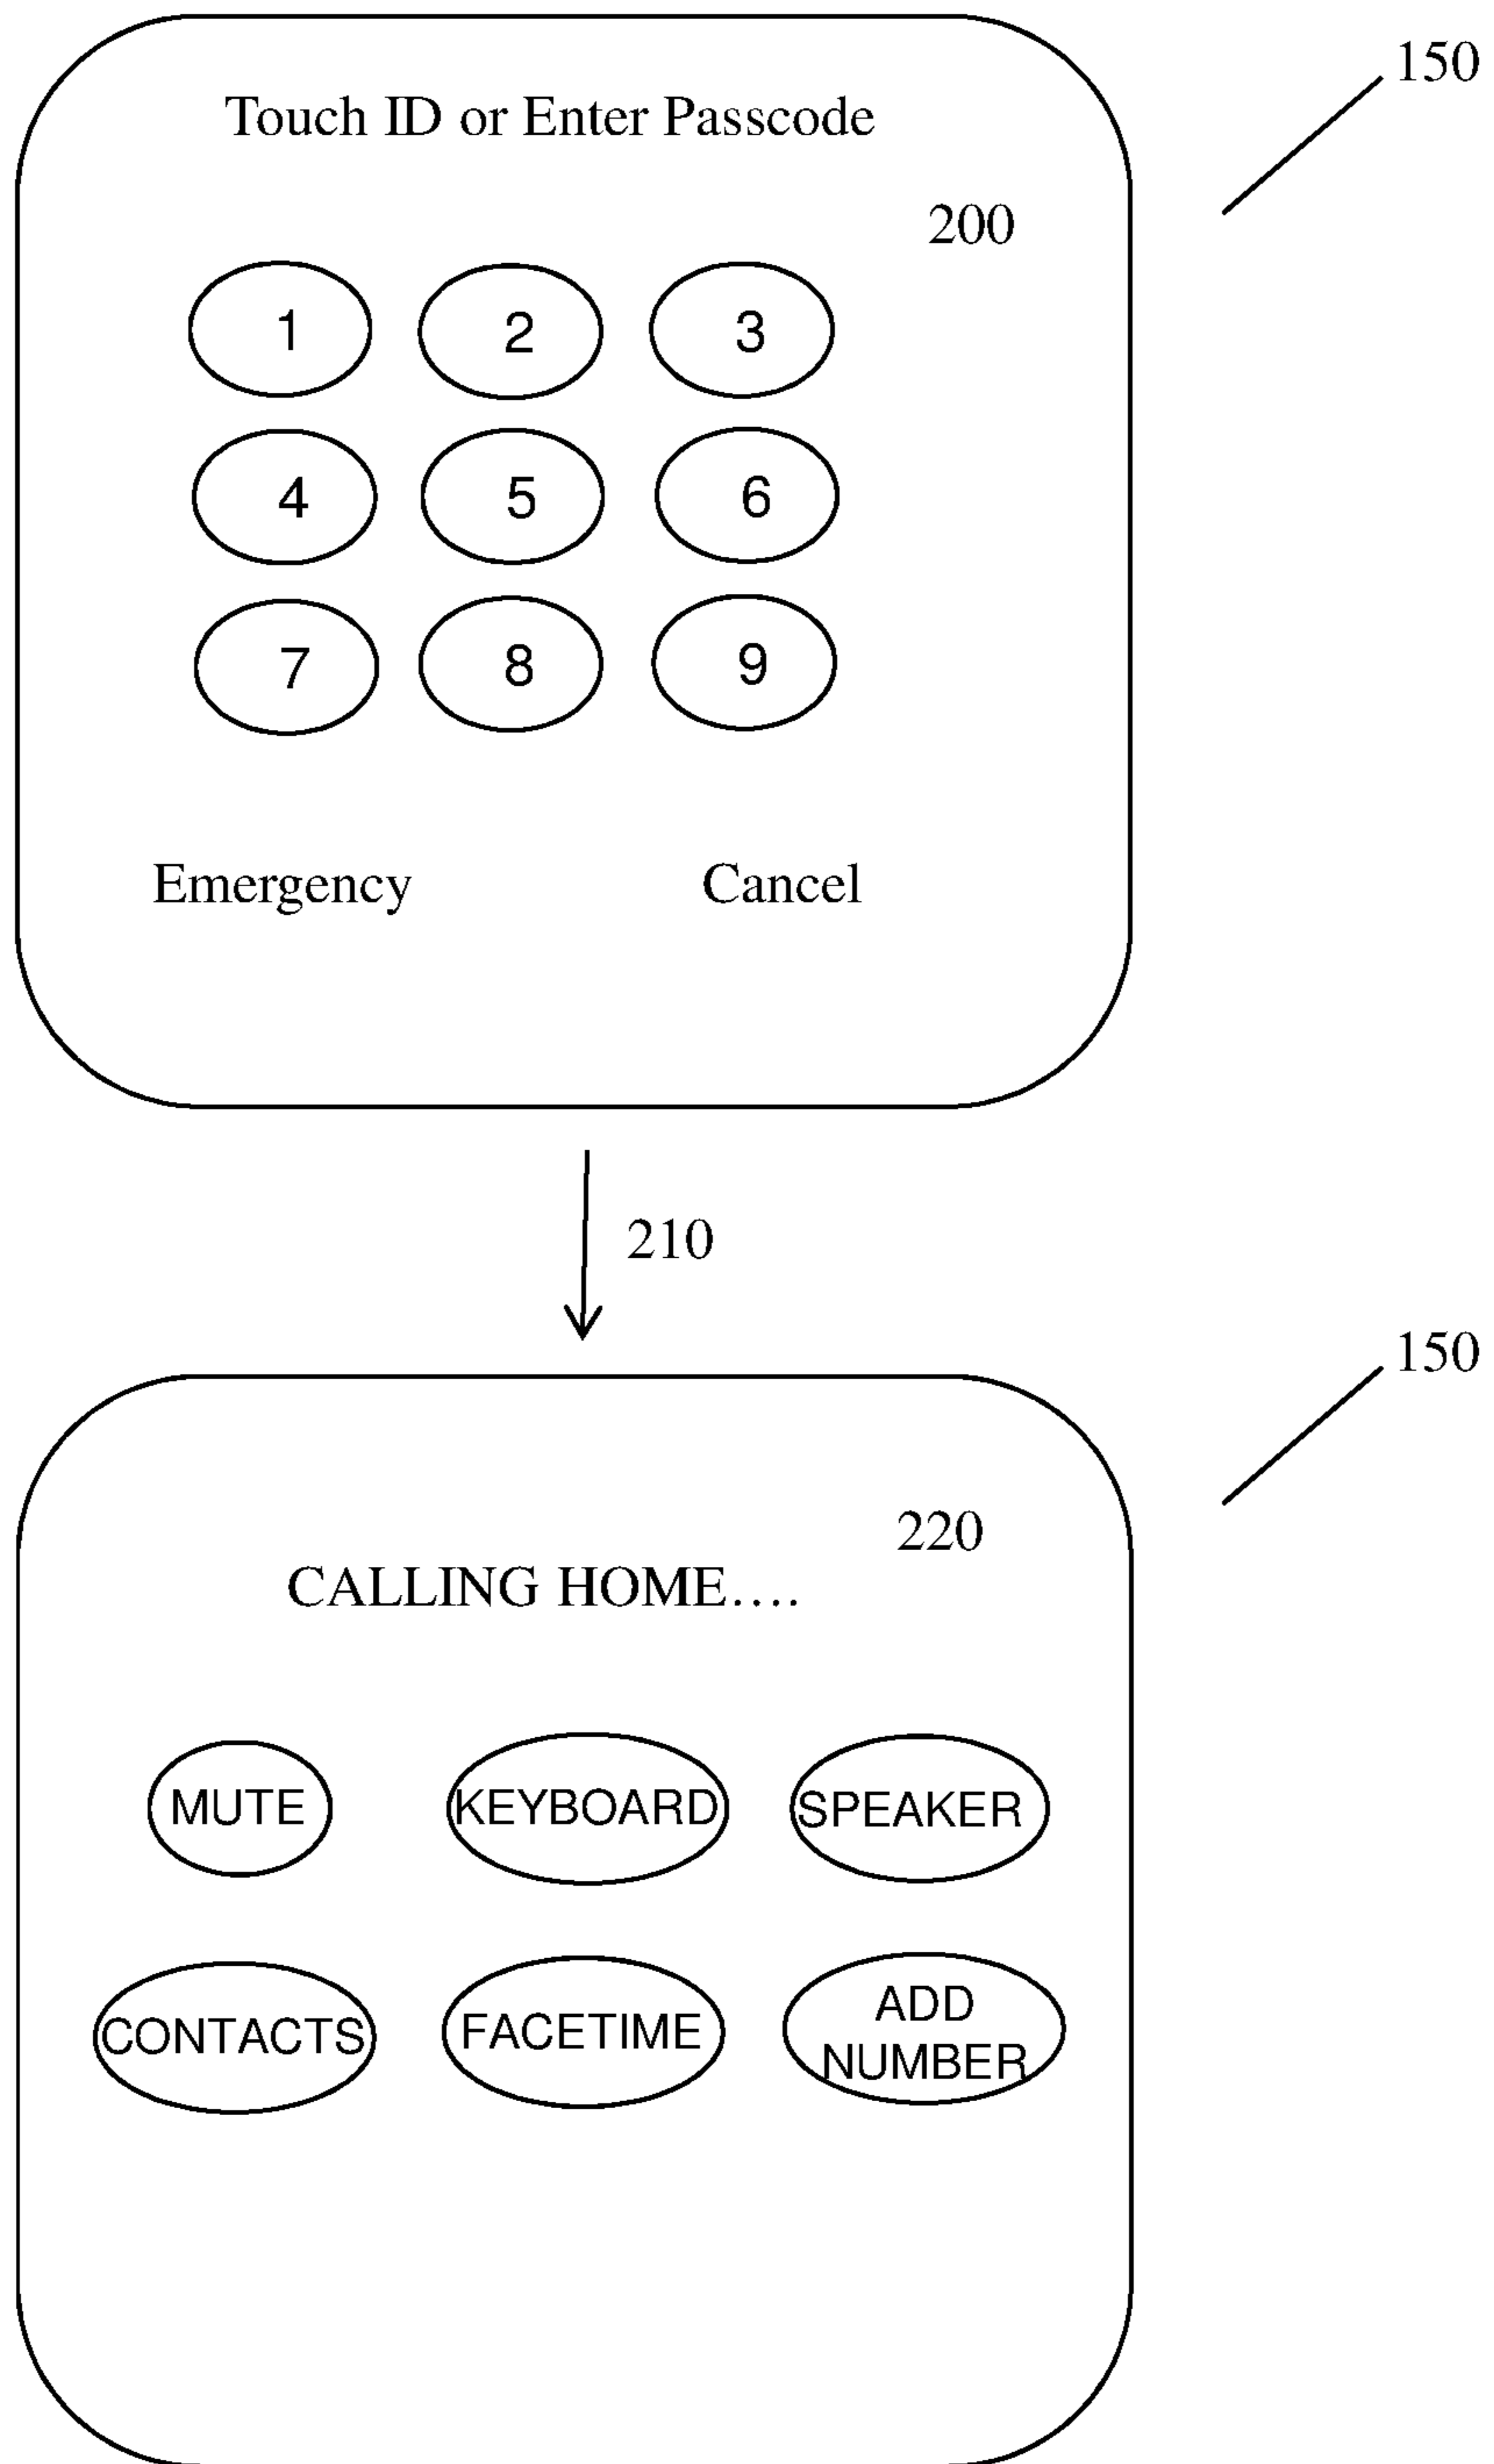 150
Touch ID or Enter Passcode
200
1 2 3
4 5 6
7 8 9
Emergency Cancel
210
150
220
CALLING HOME....
MUTE KEYBOARD SPEAKER
CONTACTS FACETIME ADD
NUMBER